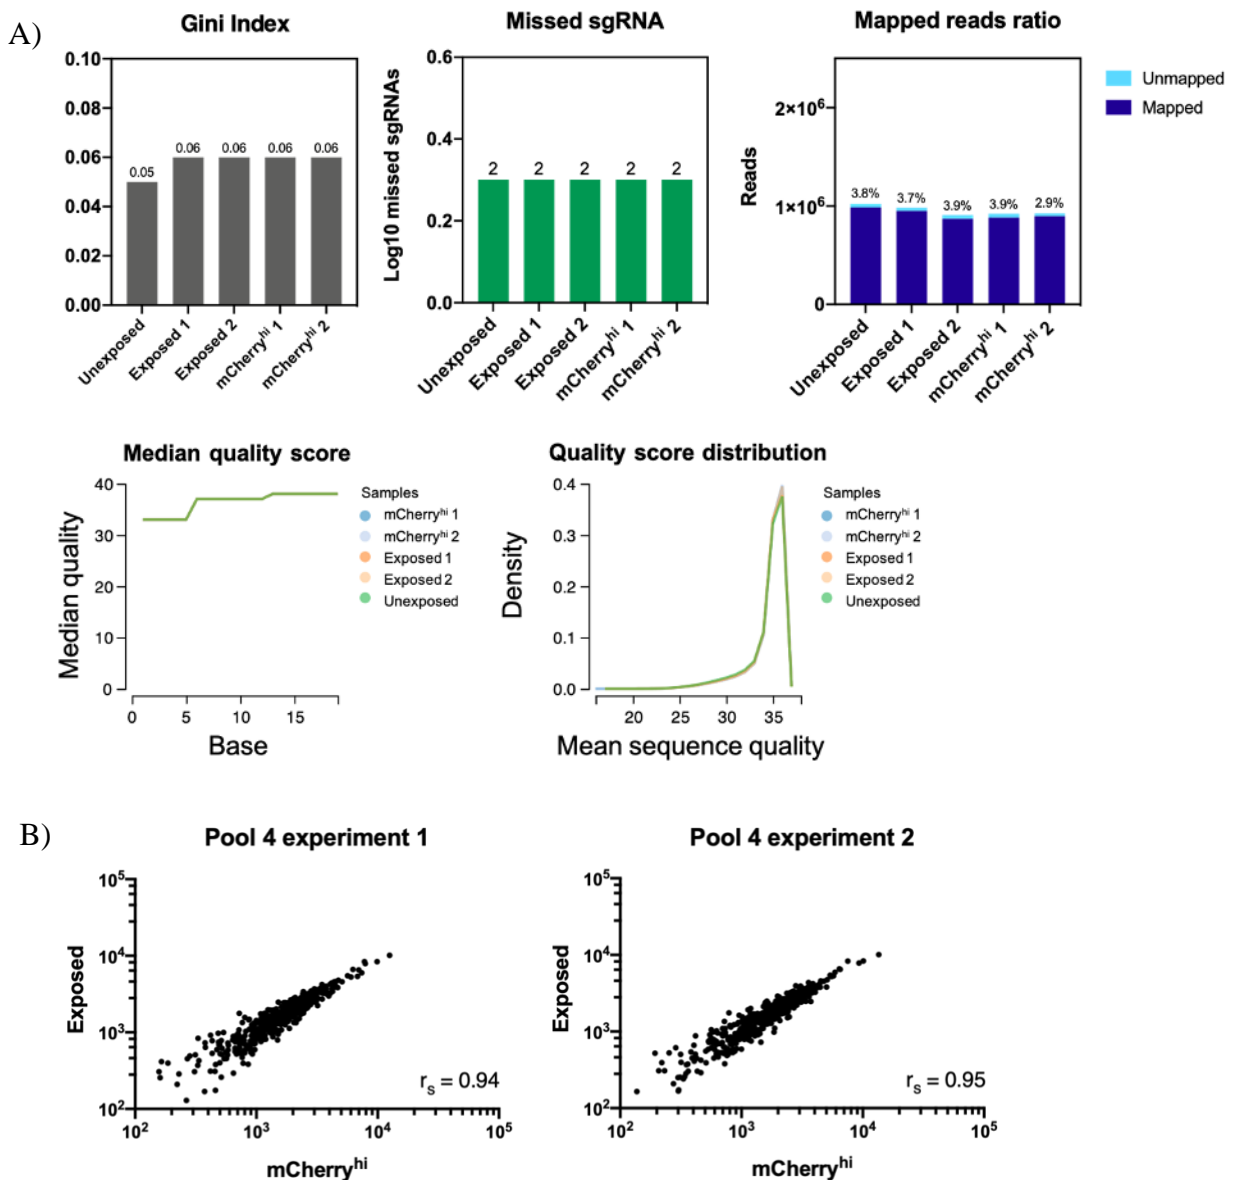 A)
Gini Index
0.10
0.08
0.06
0.04
0.02
0.00
0.05
0.06
0.06
0.06
0.06
Unexposed
Exposed 1
Exposed 2
mCherryhi 1
mCherryhi 2
Missed sgRNA
Log10 missed sgRNAs
0.6
0.4
0.2
0.0
2
2
2
2
2
Unexposed
Exposed 1
Exposed 2
mCherryhi 1
mCherryhi 2
Mapped reads ratio
Reads
2×10⁶
1×10⁶
0
3.8%
3.7%
3.9%
3.9%
2.9%
Unexposed
Exposed 1
Exposed 2
mCherryhi 1
mCherryhi 2
Unmapped
Mapped
Median quality score
Median quality
40
30
20
10
0
0
5
10
15
Base
Samples
mCherryhi 1
mCherryhi 2
Exposed 1
Exposed 2
Unexposed
Quality score distribution
Density
0.4
0.3
0.2
0.1
0.0
20
25
30
35
Mean sequence quality
Samples
mCherryhi 1
mCherryhi 2
Exposed 1
Exposed 2
Unexposed
B)
Pool 4 experiment 1
Exposed
10⁵
10⁴
10³
10²
rs = 0.94
10²
10³
10⁴
10⁵
mCherryhi
Pool 4 experiment 2
Exposed
10⁵
10⁴
10³
10²
rs = 0.95
10²
10³
10⁴
10⁵
mCherryhi